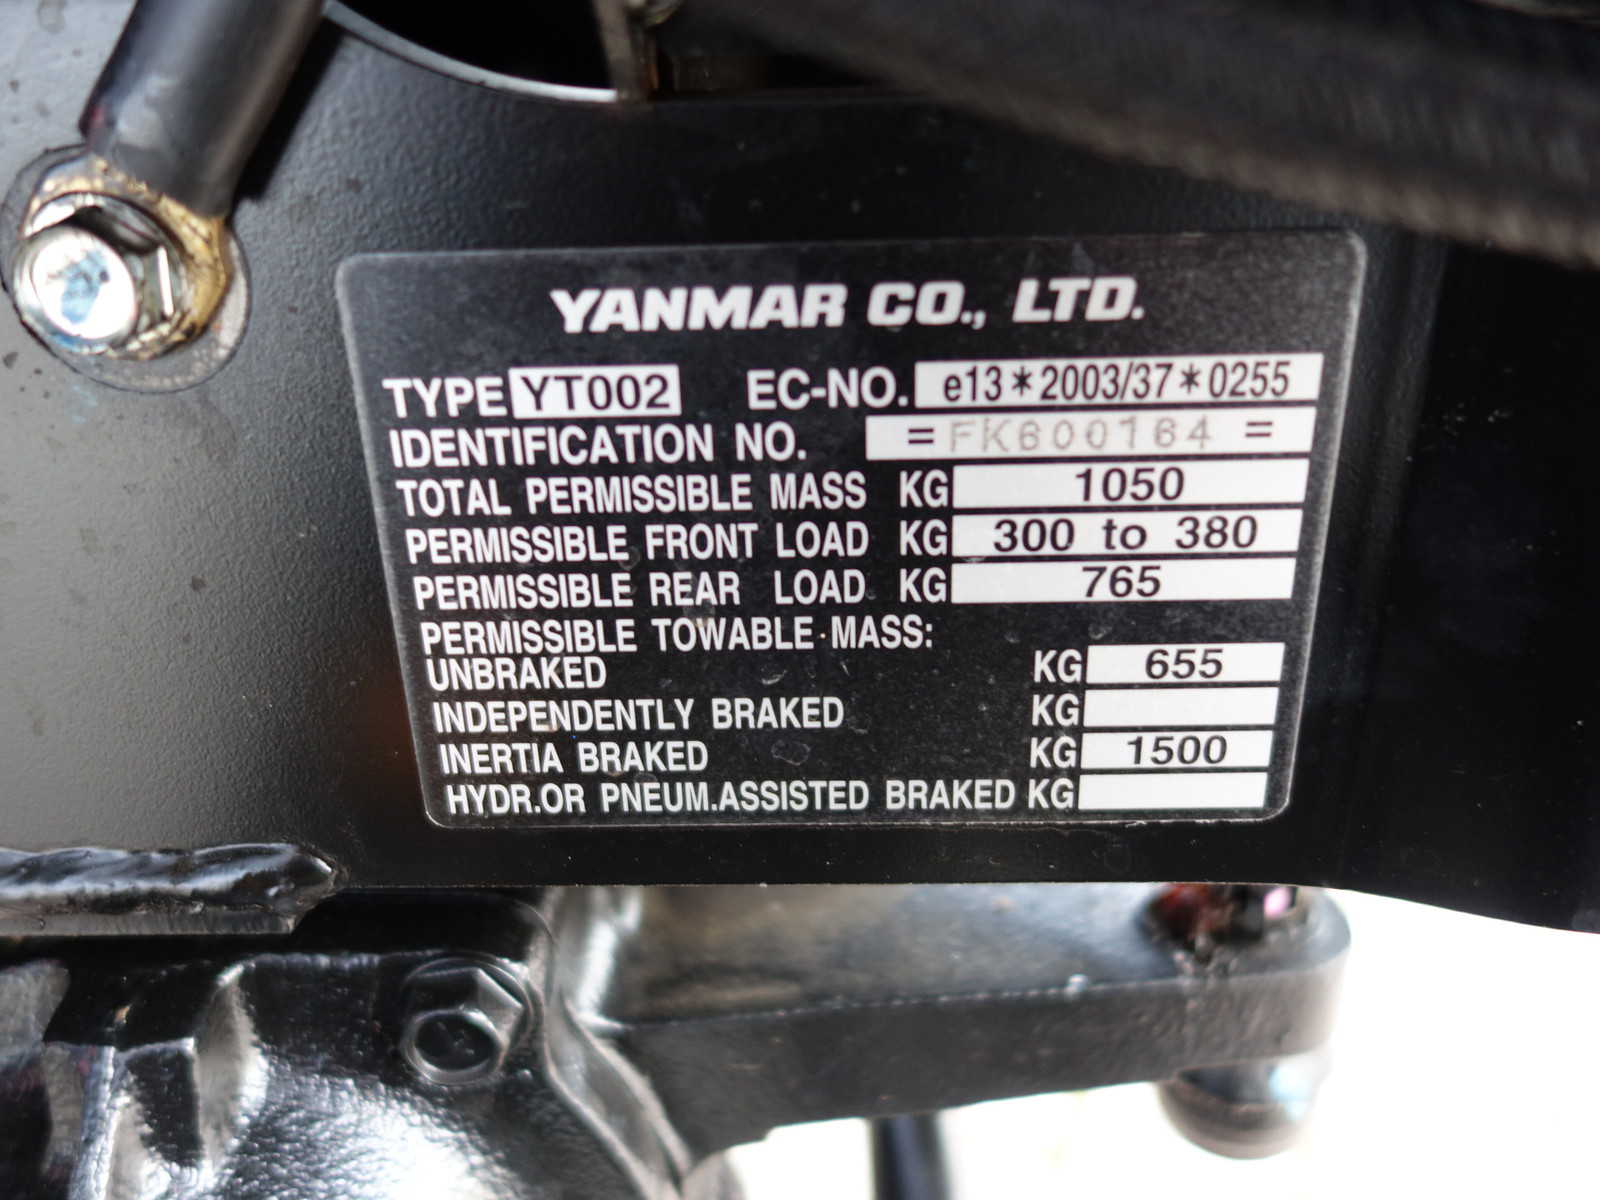 YANMAR CO., LTD.
TYPE YT002 EC-NO. e13*2003/37*0255
IDENTIFICATION NO. =FK600164=
TOTAL PERMISSIBLE MASS KG 1050
PERMISSIBLE FRONT LOAD KG 300 to 380
PERMISSIBLE REAR LOAD KG 765
PERMISSIBLE TOWABLE MASS:
UNBRAKED KG 655
INDEPENDENTLY BRAKED KG
INERTIA BRAKED KG 1500
HYDR.OR PNEUM.ASSISTED BRAKED KG